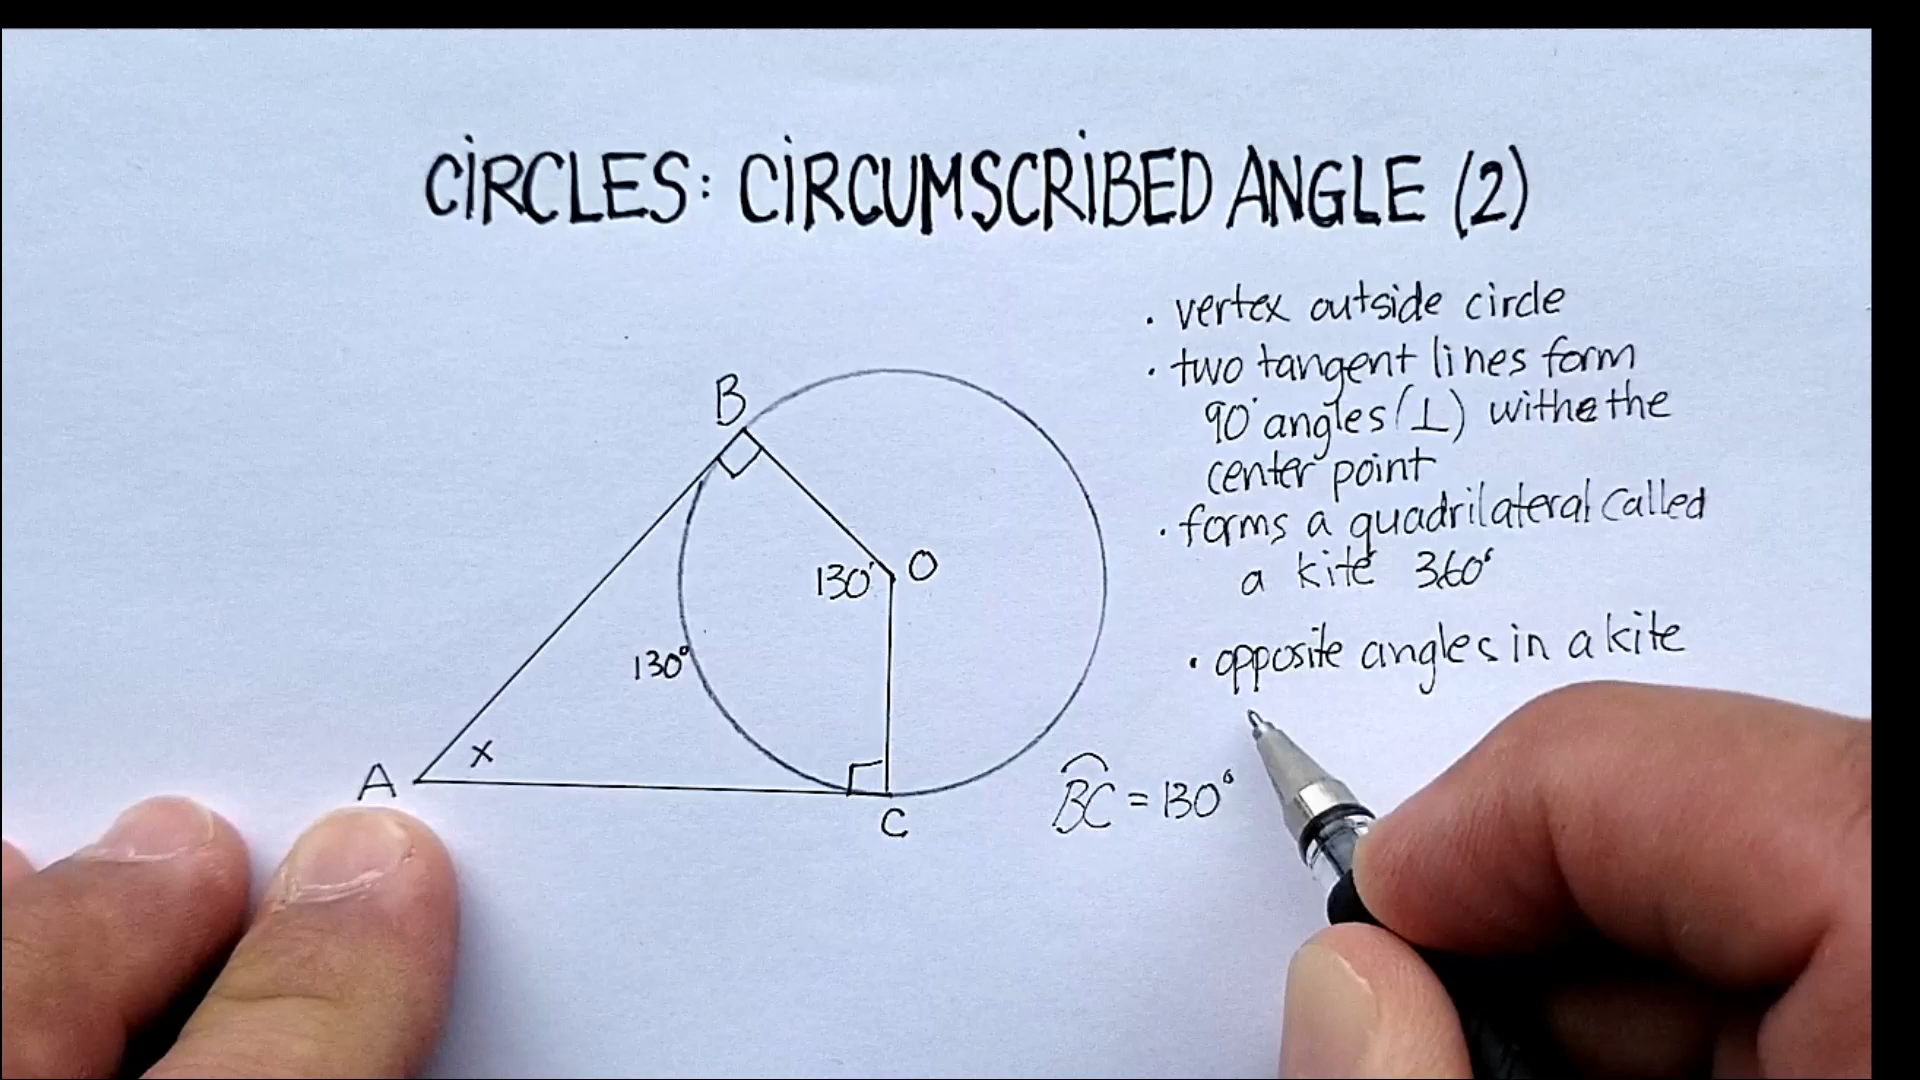 CiRCLES: CiRCUMSCRiBED ANGLE (2)
• vertex outside circle
• two tangent lines form
90° angles (⊥) withe the
center point
• forms a quadrilateral called
a kite 360°
• opposite angles in a kite
B
130° O
130°
x
A
C
BC = 130°